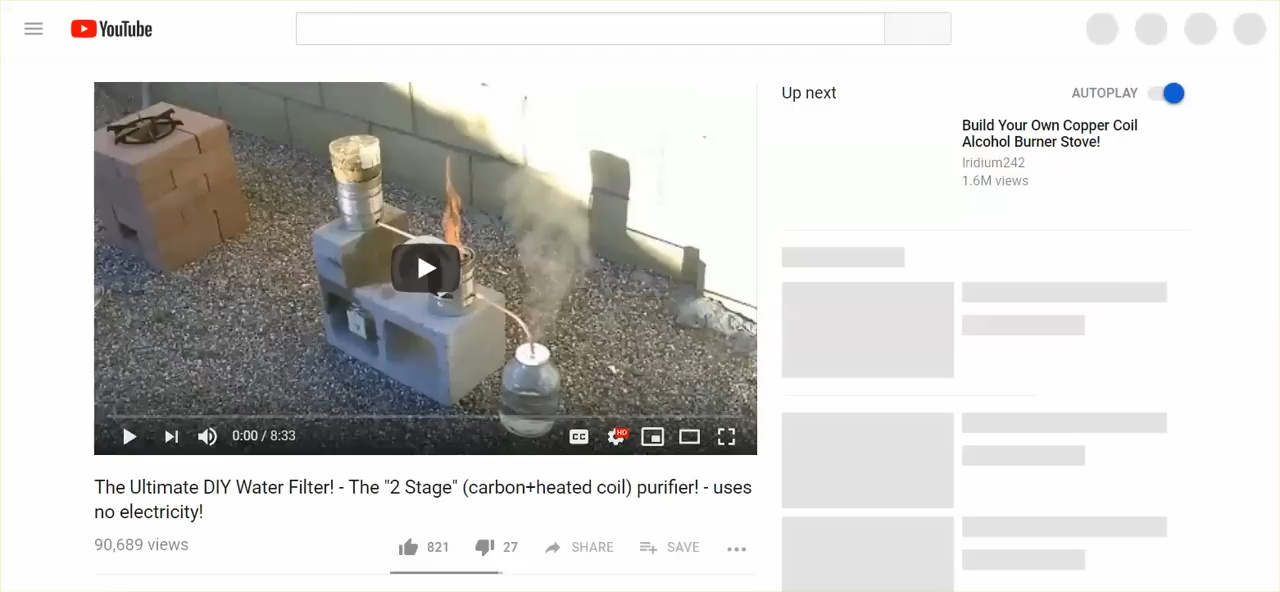 YouTube
Up next
AUTOPLAY
Build Your Own Copper Coil
Alcohol Burner Stove!
Iridium242
1.6M views
CC
HD
0:00 / 8:33
The Ultimate DIY Water Filter! - The "2 Stage" (carbon+heated coil) purifier! - uses
no electricity!
90,689 views
821
27
SHARE
SAVE